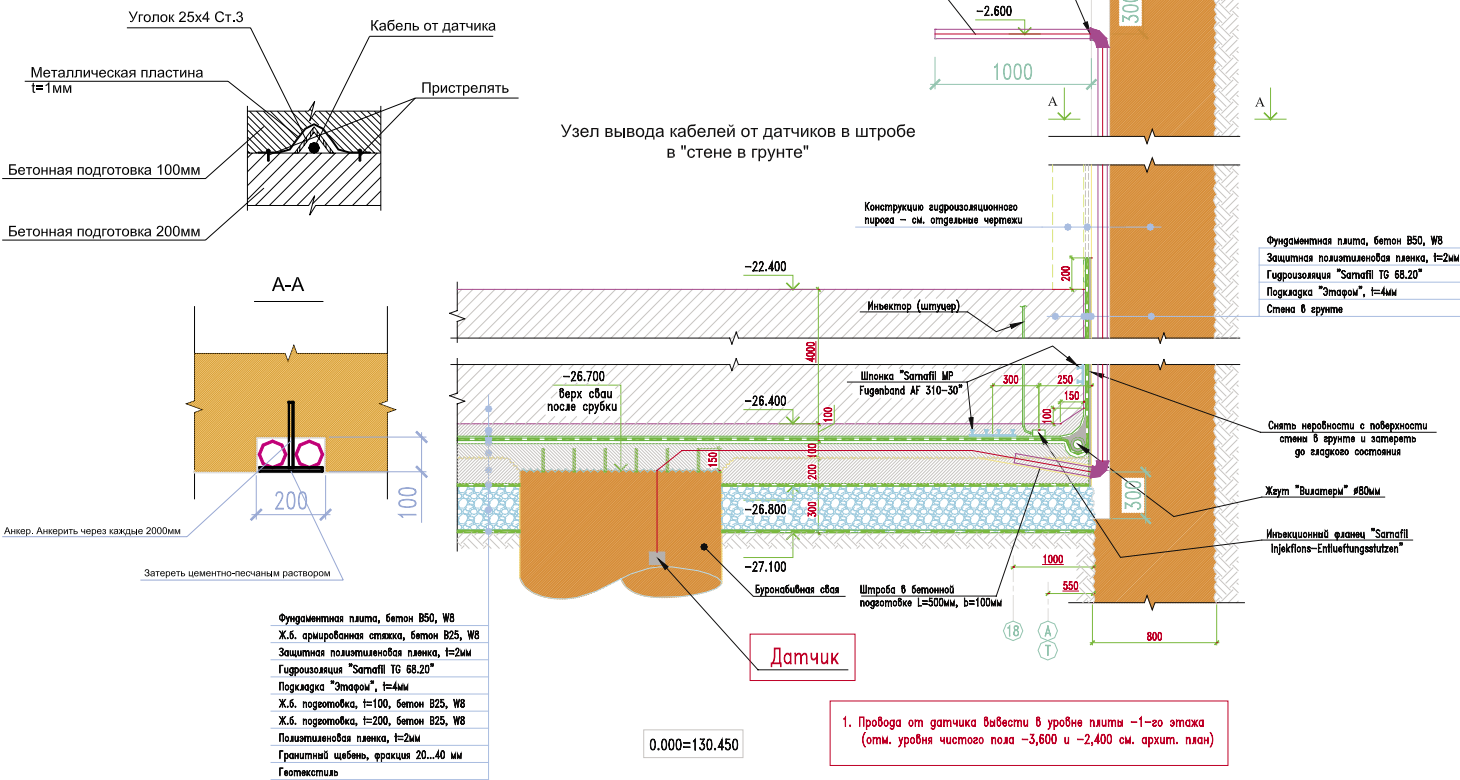 Уголок 25х4 Ст.3
Кабель от датчика
Металлическая пластина
t=1мм
Пристрелять
Бетонная подготовка 100мм
Бетонная подготовка 200мм
Узел вывода кабелей от датчиков в штробе
в "стене в грунте"
-2.600
300
1000
А
А
Конструкцию гидроизоляционного
пирога – см. отдельные чертежи
Фундаментная плита, бетон В50, W8
Защитная полиэтиленовая пленка, t=2мм
Гидроизоляция "Sarnafil TG 68.20"
Подкладка "Этафом", t=4мм
Стена в грунте
А-А
200
100
Анкер. Анкерить через каждые 2000мм
Затереть цементно-песчаным раствором
-22.400
200
Инъектор (штуцер)
4000
-26.700
верх сваи
после срубки
-26.400
Шпонка "Sarnafil MP
Fugenband AF 310-30"
300
250
150
100
100
100
150
200
300
-26.800
-27.100
300
Снять неровности с поверхности
стены в грунте и затереть
до гладкого состояния
Жгут "Вилатерм" ø80мм
Инъекционный фланец "Sarnafil
Injektions-Entlueftungsstutzen"
Буронабивная свая
Штроба в бетонной
подготовке L=500мм, b=100мм
1000
550
800
18
А
Т
Датчик
Фундаментная плита, бетон В50, W8
Ж.б. армированная стяжка, бетон В25, W8
Защитная полиэтиленовая пленка, t=2мм
Гидроизоляция "Sarnafil TG 68.20"
Подкладка "Этафом", t=4мм
Ж.б. подготовка, t=100, бетон В25, W8
Ж.б. подготовка, t=200, бетон В25, W8
Полиэтиленовая пленка, t=2мм
Гранитный щебень, фракция 20...40 мм
Геотекстиль
0.000=130.450
1. Провода от датчика вывести в уровне плиты -1-го этажа
(отм. уровня чистого пола -3,600 и -2,400 см. архит. план)